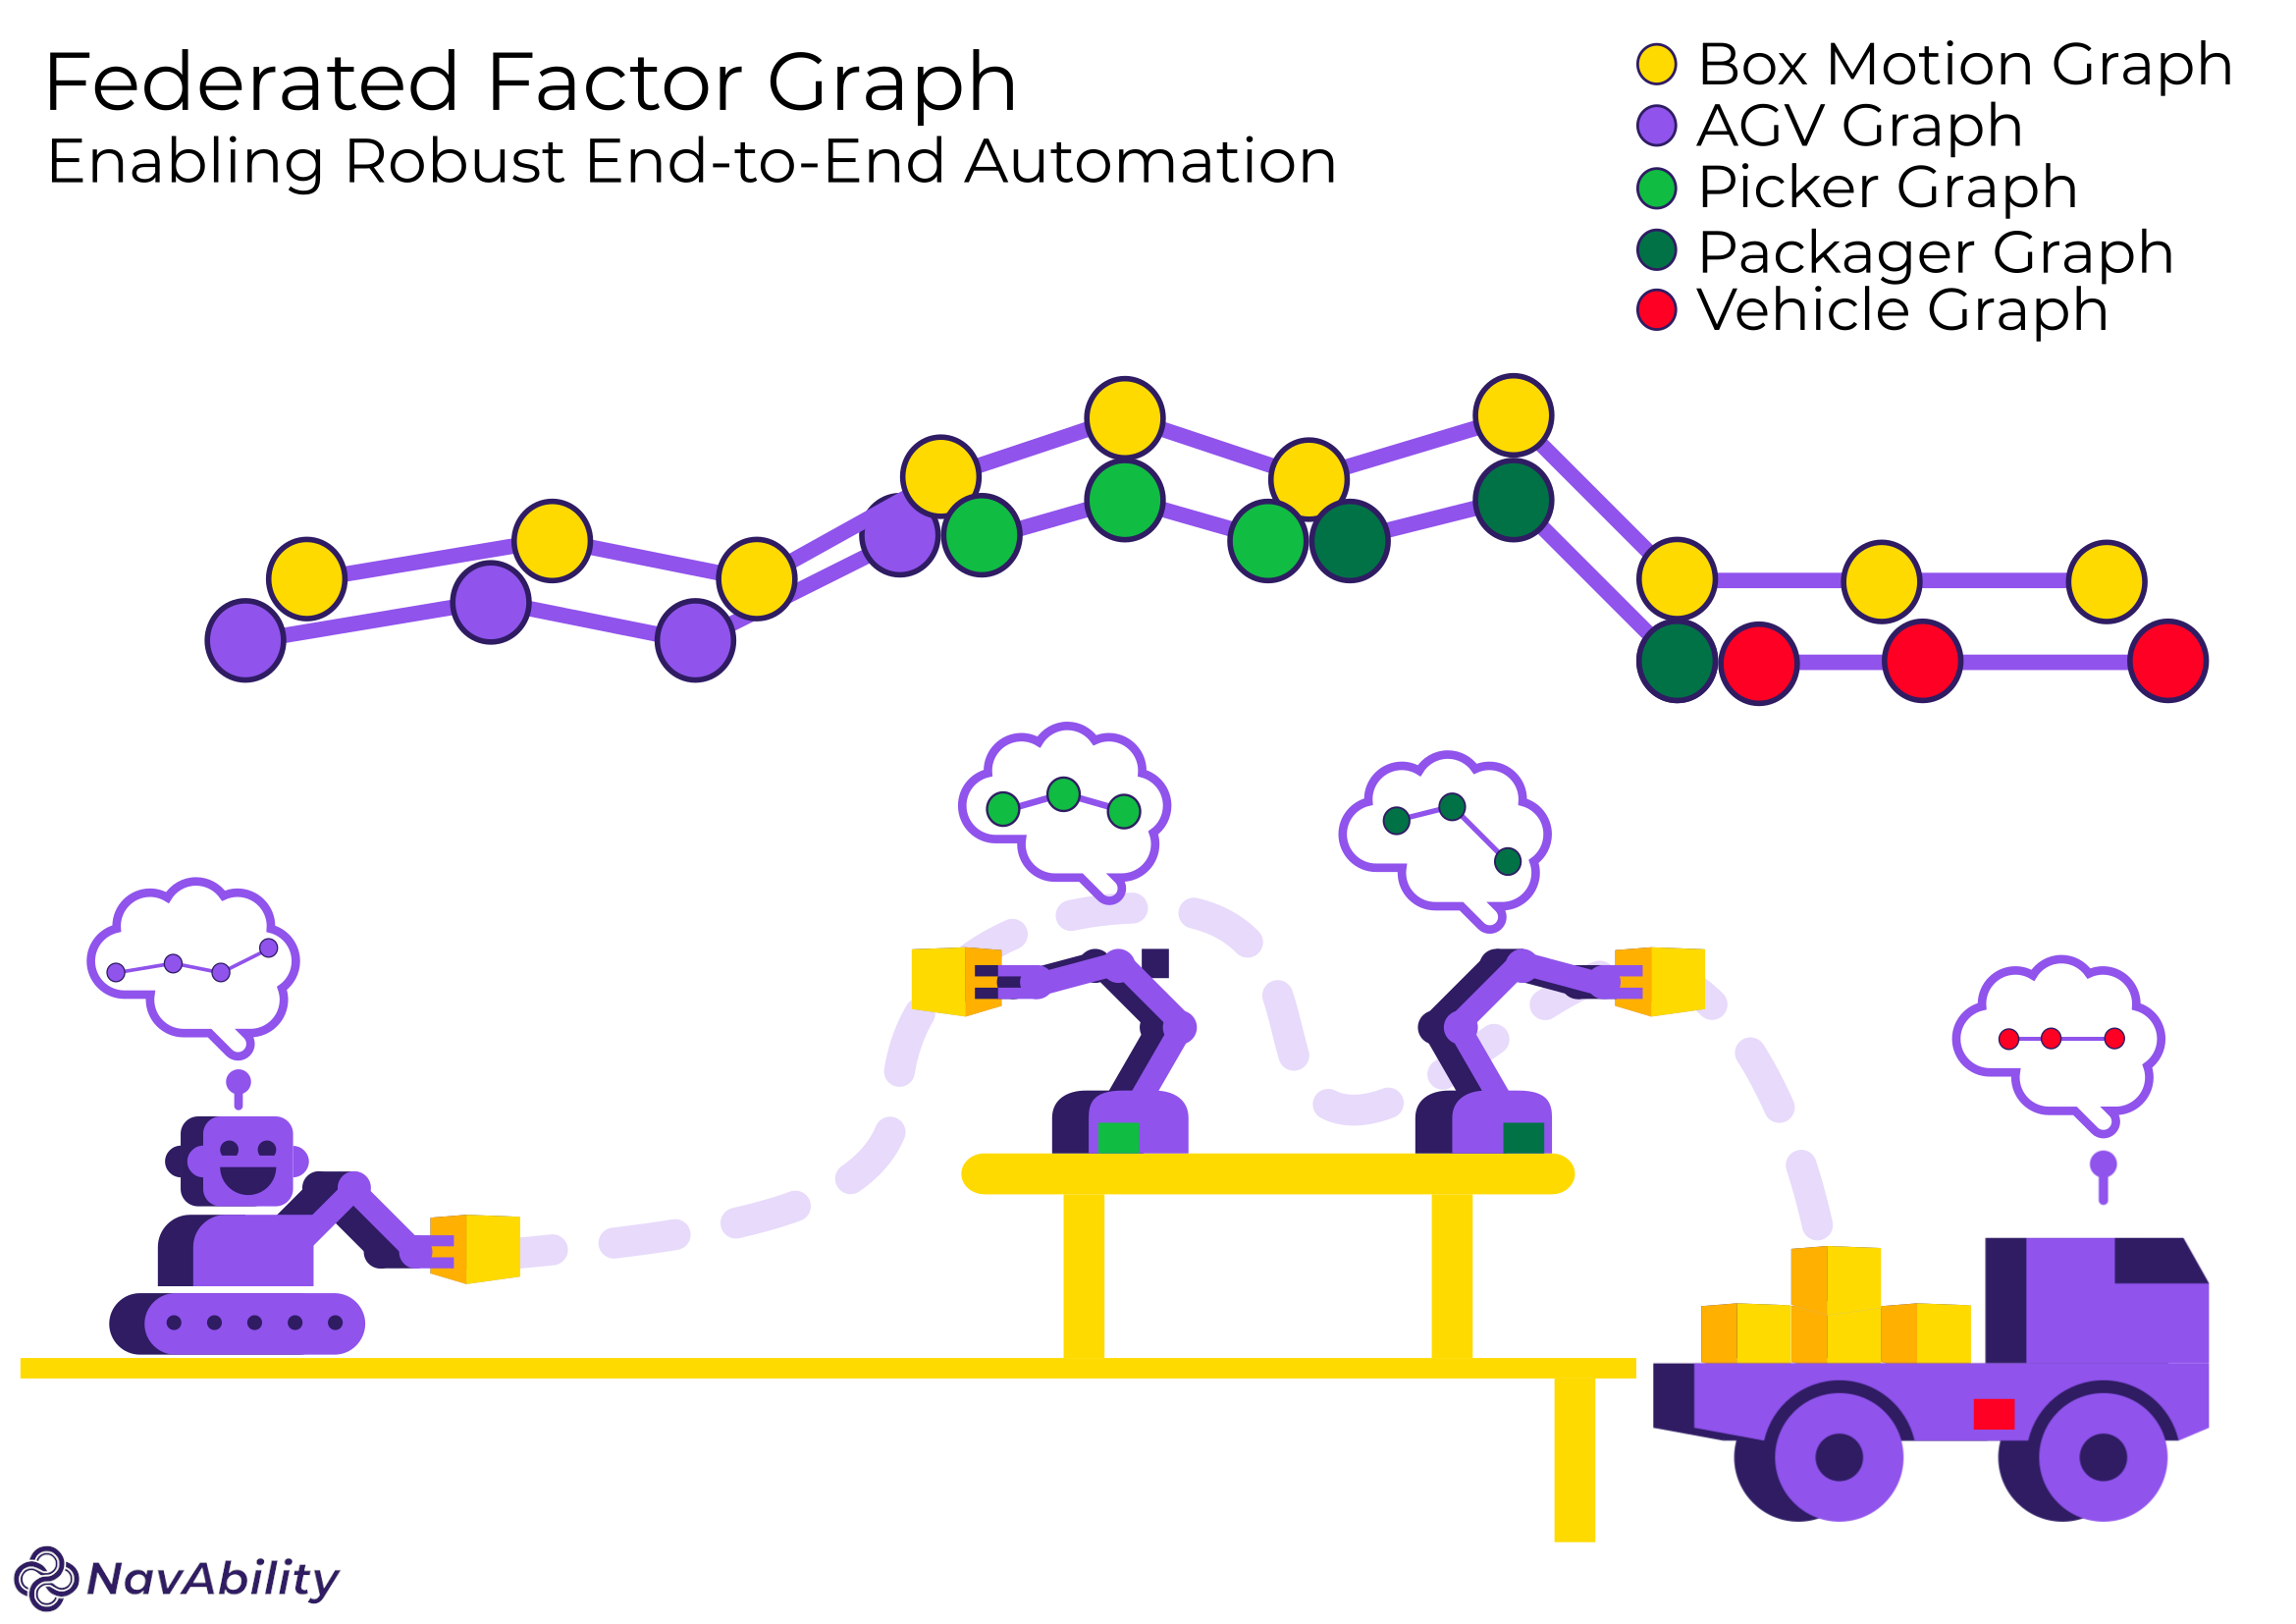 Federated Factor Graph
Enabling Robust End-to-End Automation
Box Motion Graph
AGV Graph
Picker Graph
Packager Graph
Vehicle Graph
NavAbility